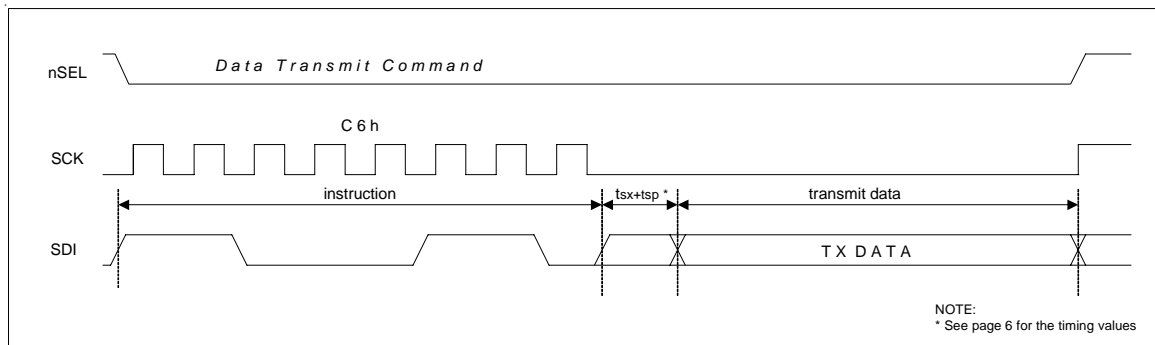 nSEL
Data Transmit Command
C6h
SCK
instruction
tsx+tsp *
transmit data
SDI
TX DATA
NOTE:
* See page 6 for the timing values